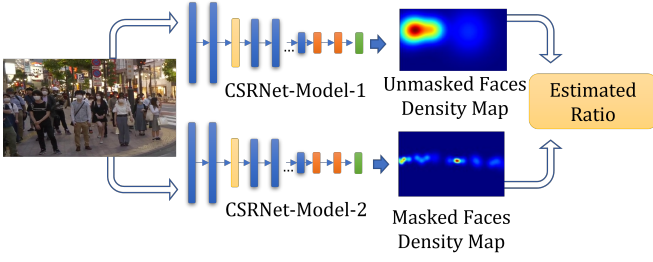 CSRNet-Model-1
Unmasked Faces
Density Map
Estimated
Ratio
CSRNet-Model-2
Masked Faces
Density Map
...
...